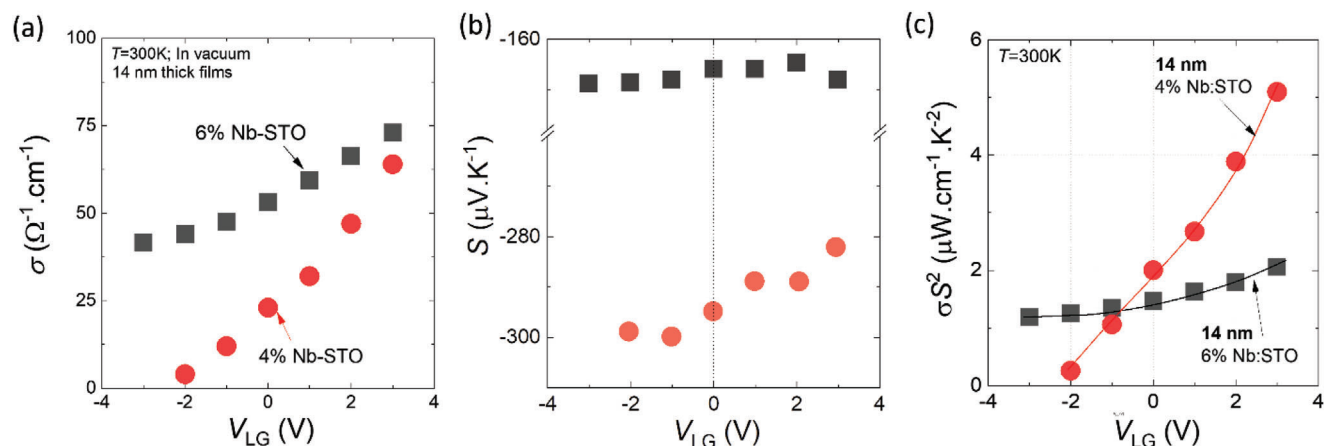 (a)
100
75
50
25
0
σ (Ω⁻¹.cm⁻¹)
T=300K; In vacuum
14 nm thick films
6% Nb-STO
4% Nb-STO
-4 -2 0 2 4
V_LG (V)
(b)
-160
-280
-300
S (μV.K⁻¹)
-4 -2 0 2 4
V_LG (V)
(c)
6
4
2
0
σS² (μW.cm⁻¹.K⁻²)
T=300K
14 nm
4% Nb:STO
14 nm
6% Nb:STO
-4 -2 0 2 4
V_LG (V)